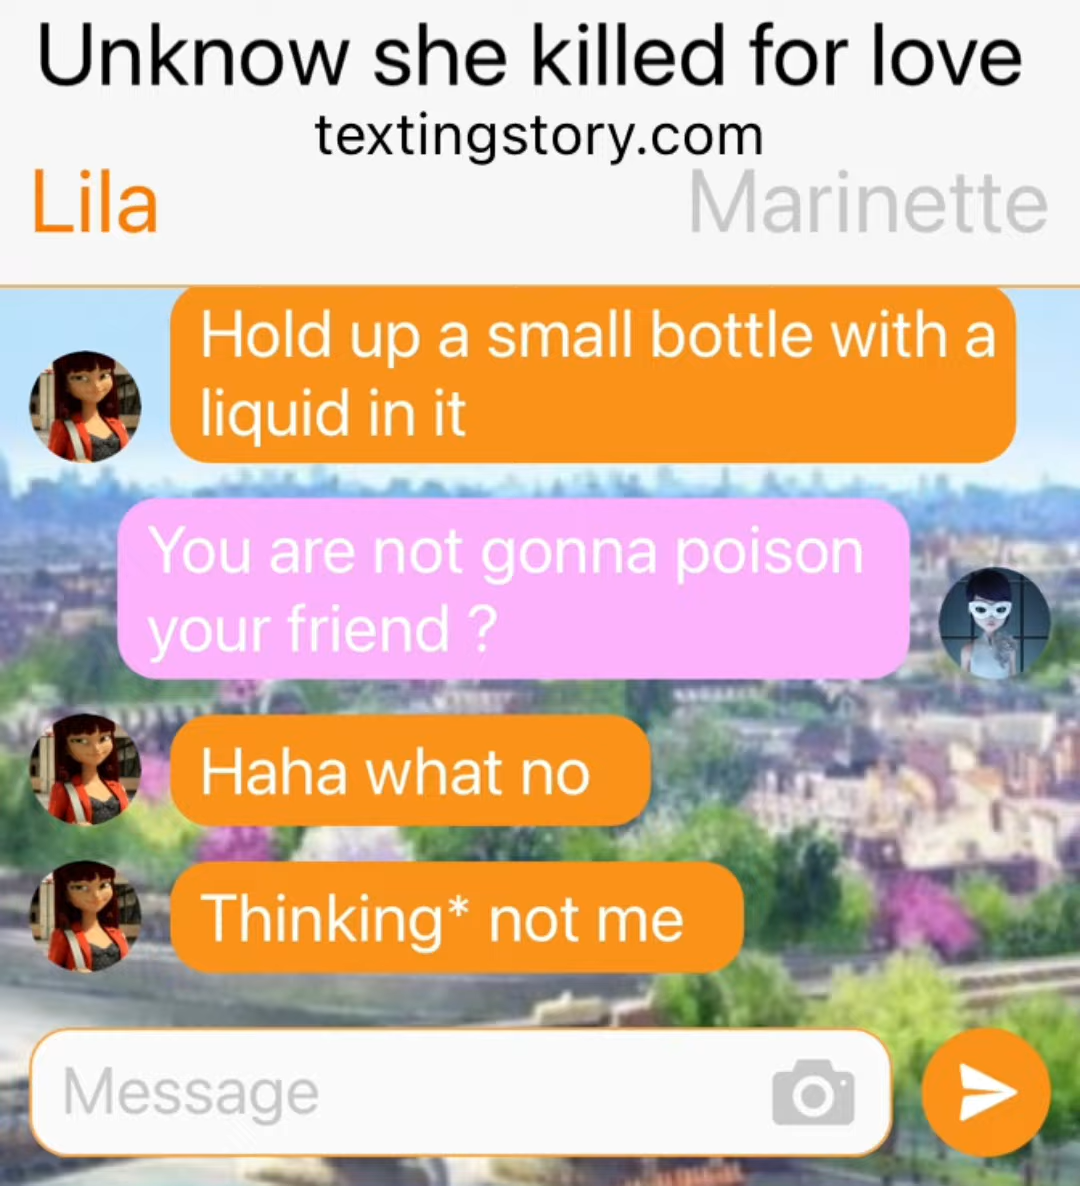 Unknow she killed for love
textingstory.com
Lila
Marinette
Hold up a small bottle with a
liquid in it
You are not gonna poison
your friend ?
Haha what no
Thinking* not me
Message